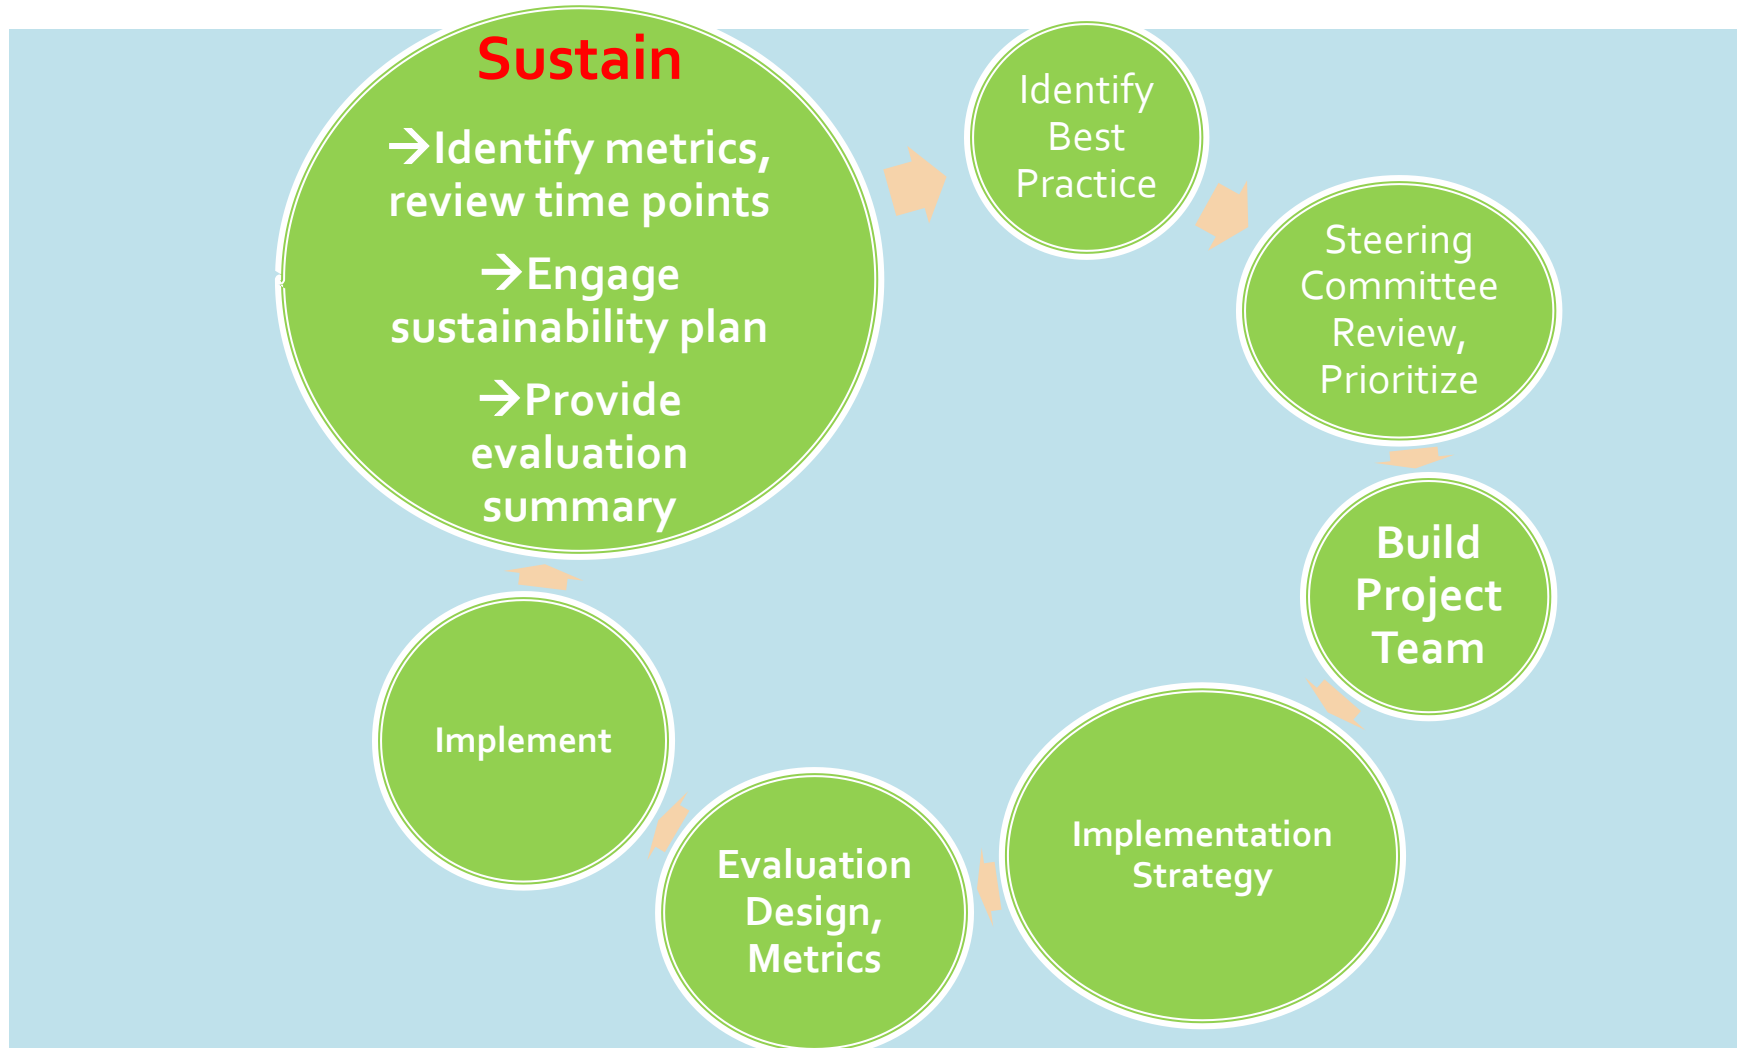 Sustain
→Identify metrics,
review time points
→Engage
sustainability plan
→Provide
evaluation
summary
Identify
Best
Practice
Steering
Committee
Review,
Prioritize
Build
Project
Team
Implementation
Strategy
Evaluation
Design,
Metrics
Implement